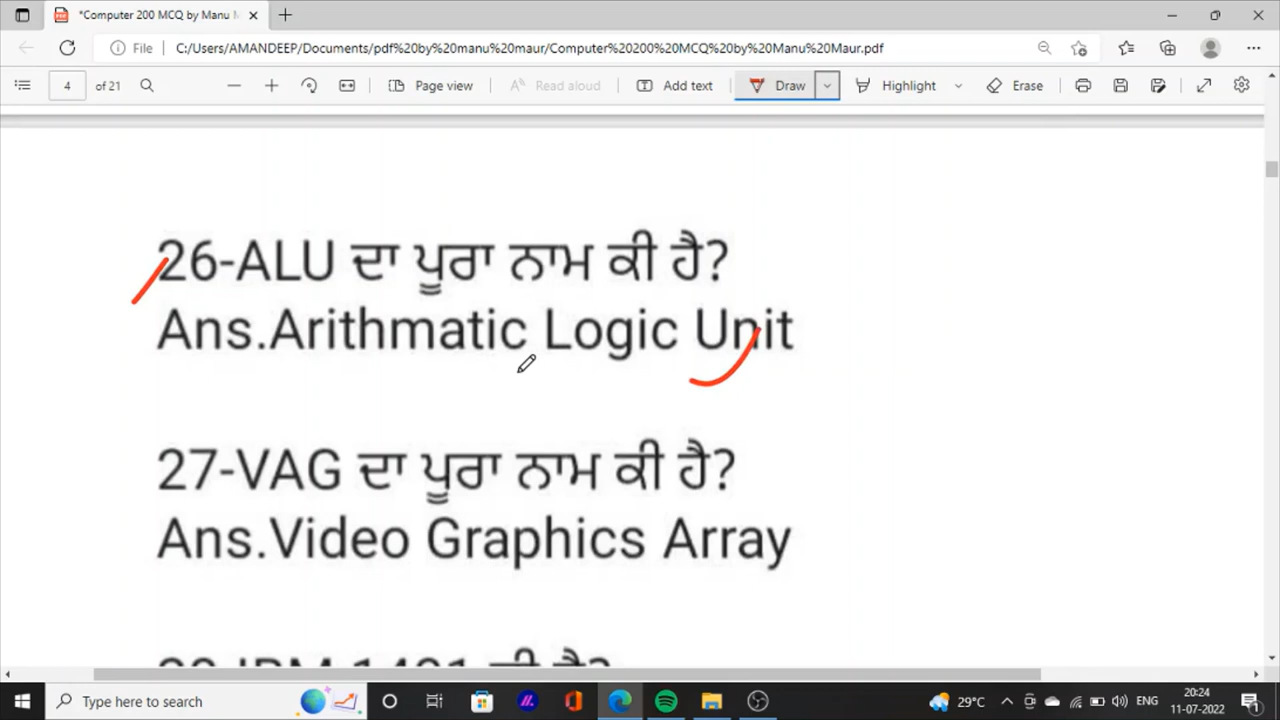 *Computer 200 MCQ by Manu M
File
C:/Users/AMANDEEP/Documents/pdf%20by%20manu%20maur/Computer%20200%20MCQ%20by%20Manu%20Maur.pdf
4 of 21
Page view
Read aloud
Add text
Draw
Highlight
Erase
26-ALU ਦਾ ਪੂਰਾ ਨਾਮ ਕੀ ਹੈ?
Ans.Arithmatic Logic Unit
27-VAG ਦਾ ਪੂਰਾ ਨਾਮ ਕੀ ਹੈ?
Ans.Video Graphics Array
Type here to search
29°C
ENG
20:24
11-07-2022
1